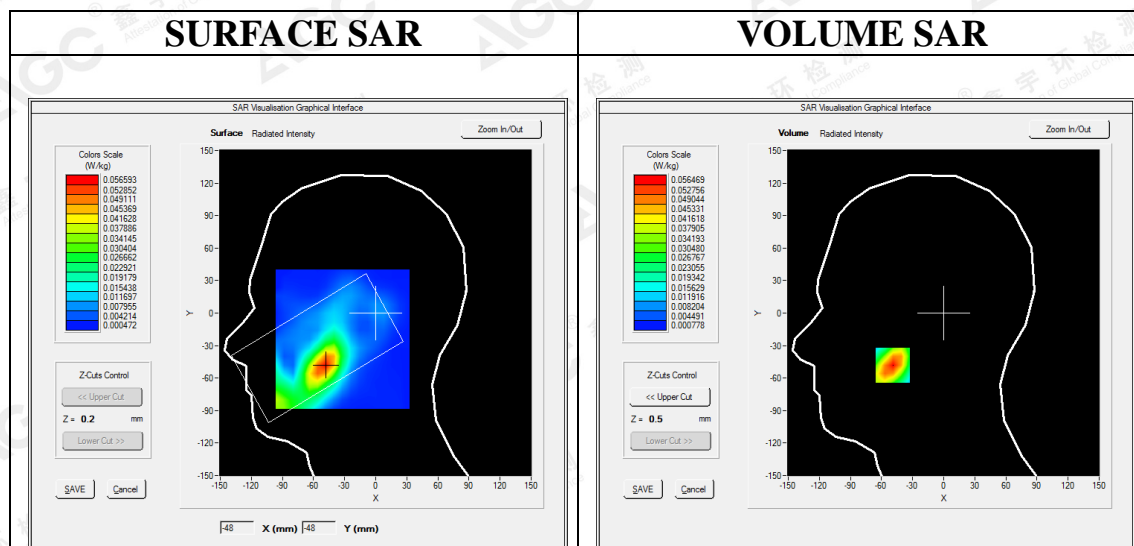 SURFACE SAR
VOLUME SAR
SAR Visualisation Graphical Interface
Surface Radiated Intensity
Zoom In/Out
Colors Scale
(W/kg)
0.056593
0.052852
0.049111
0.045369
0.041628
0.037886
0.034145
0.030404
0.026662
0.022921
0.019179
0.015438
0.011697
0.007955
0.004214
0.000472
Z-Cuts Control
<< Upper Cut
Z = 0.2 mm
Lower Cut >>
SAVE Cancel
150
120
90
60
30
0
-30
-60
-90
-120
-150
Y
-150 -120 -90 -60 -30 0 30 60 90 120 150
X
-48 X (mm) -48 Y (mm)
SAR Visualisation Graphical Interface
Volume Radiated Intensity
Zoom In/Out
Colors Scale
(W/kg)
0.056469
0.052756
0.049044
0.045331
0.041618
0.037905
0.034193
0.030480
0.026767
0.023055
0.019342
0.015629
0.011916
0.008204
0.004491
0.000778
Z-Cuts Control
<< Upper Cut
Z = 0.5 mm
Lower Cut >>
SAVE Cancel
150
120
90
60
30
0
-30
-60
-90
-120
-150
Y
-150 -120 -90 -60 -30 0 30 60 90 120 150
X